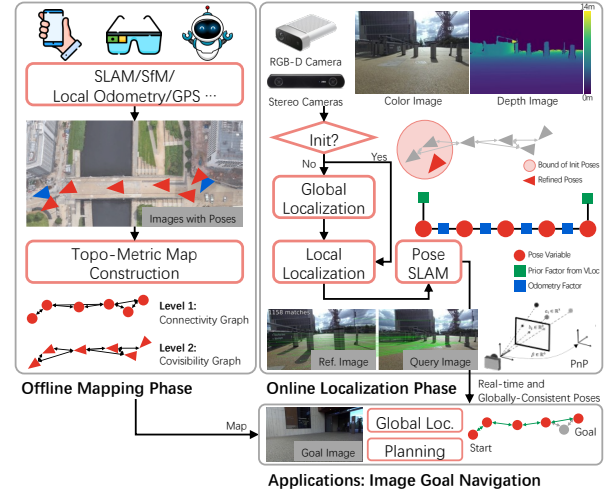 SLAM/SfM/
Local Odometry/GPS ...
Images with Poses
Topo-Metric Map
Construction
Level 1:
Connectivity Graph
Level 2:
Covisibility Graph
Offline Mapping Phase
RGB-D Camera
Stereo Cameras
Color Image
Depth Image
14m
0m
Init?
No
Yes
Global
Localization
Local
Localization
Pose
SLAM
Bound of Init Poses
Refined Poses
Pose Variable
Prior Factor from VLoc
Odometry Factor
1158 matches
Ref. Image
Query Image
PnP
Online Localization Phase
Real-time and
Globally-Consistent Poses
Map
Goal Image
Global Loc.
Planning
Start
Goal
Applications: Image Goal Navigation